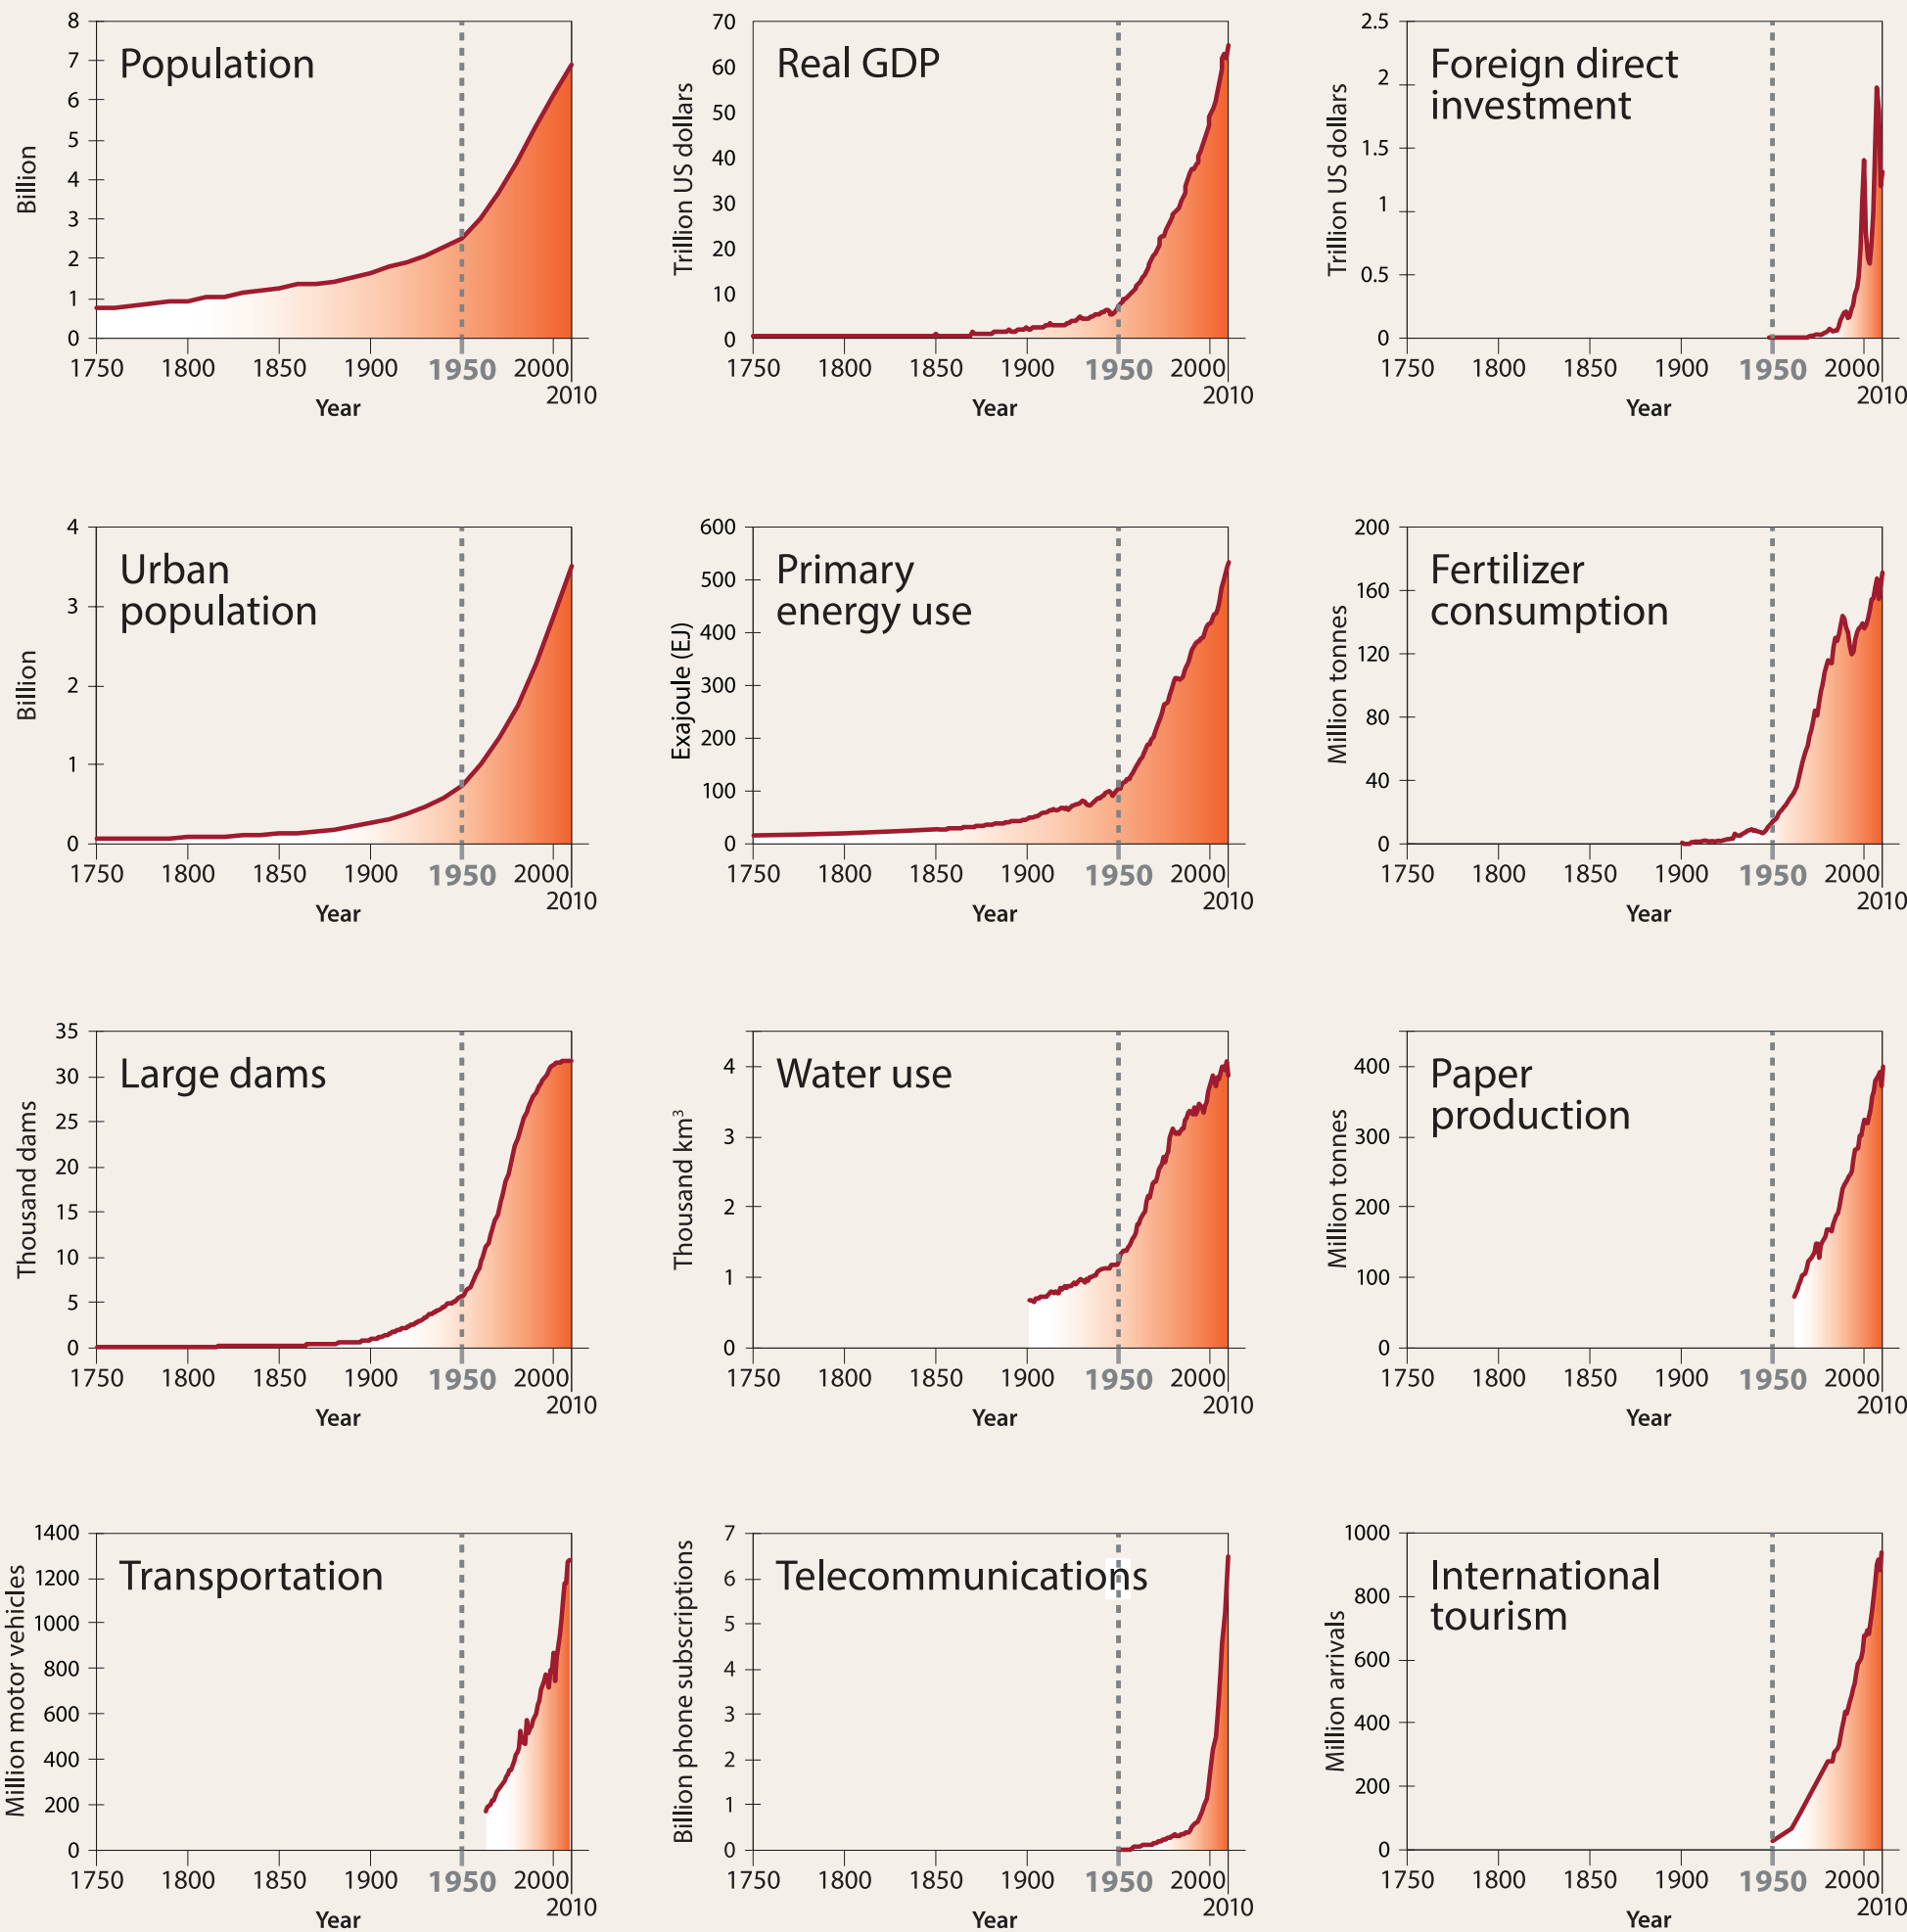 Population
Billion
8
7
6
5
4
3
2
1
0
1750 1800 1850 1900 1950 2000
2010
Year
Real GDP
Trillion US dollars
70
60
50
40
30
20
10
0
1750 1800 1850 1900 1950 2000
2010
Year
Foreign direct
investment
Trillion US dollars
2.5
2
1.5
1
0.5
0
1750 1800 1850 1900 1950 2000
2010
Year
Urban
population
Billion
4
3
2
1
0
1750 1800 1850 1900 1950 2000
2010
Year
Primary
energy use
Exajoule (EJ)
600
500
400
300
200
100
0
1750 1800 1850 1900 1950 2000
2010
Year
Fertilizer
consumption
Million tonnes
200
160
120
80
40
0
1750 1800 1850 1900 1950 2000
2010
Year
Large dams
Thousand dams
35
30
25
20
15
10
5
0
1750 1800 1850 1900 1950 2000
2010
Year
Water use
Thousand km³
4
3
2
1
0
1750 1800 1850 1900 1950 2000
2010
Year
Paper
production
Million tonnes
400
300
200
100
0
1750 1800 1850 1900 1950 2000
2010
Year
Transportation
Million motor vehicles
1400
1200
1000
800
600
400
200
0
1750 1800 1850 1900 1950 2000
2010
Year
Telecommunications
Billion phone subscriptions
7
6
5
4
3
2
1
0
1750 1800 1850 1900 1950 2000
2010
Year
International
tourism
Million arrivals
1000
800
600
400
200
0
1750 1800 1850 1900 1950 2000
2010
Year